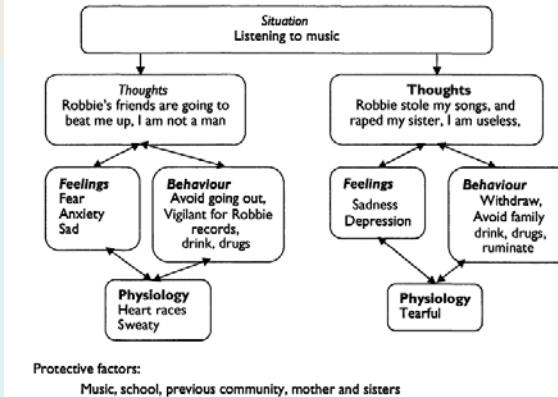 Situation
Listening to music
Thoughts
Robbie's friends are going to
beat me up, I am not a man
Thoughts
Robbie stole my songs, and
raped my sister, I am useless,
Feelings
Fear
Anxiety
Sad
Behaviour
Avoid going out,
Vigilant for Robbie
records,
drink, drugs
Feelings
Sadness
Depression
Behaviour
Withdraw,
Avoid family
drink, drugs,
ruminate
Physiology
Heart races
Sweaty
Physiology
Tearful
Protective factors:
Music, school, previous community, mother and sisters